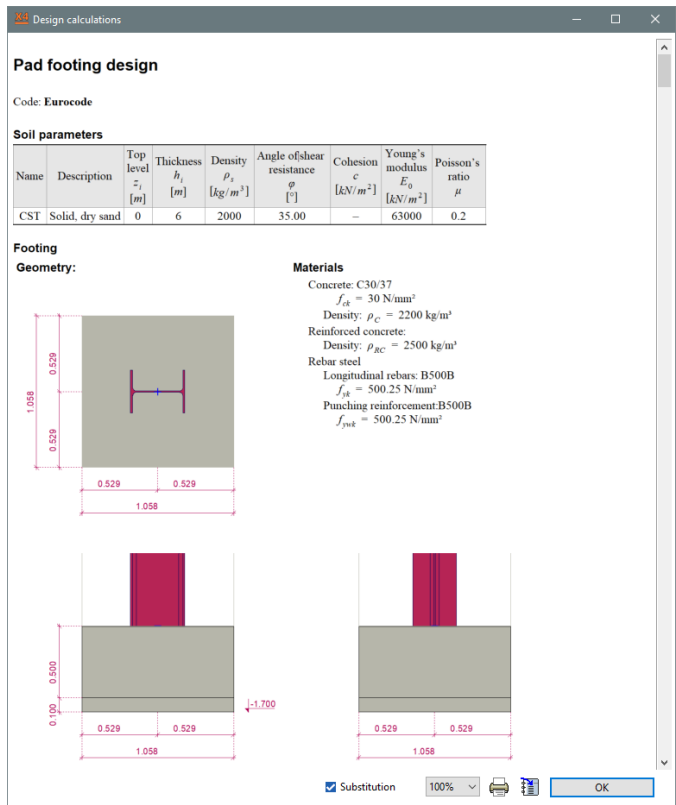 Design calculations
Pad footing design
Code: Eurocode
Soil parameters
Name Description Top level z_i [m] Thickness h_i [m] Density ρ_s [kg/m³] Angle of shear resistance φ [°] Cohesion c [kN/m²] Young's modulus E_0 [kN/m²] Poisson's ratio μ
CST Solid, dry sand 0 6 2000 35.00 – 63000 0.2
Footing
Geometry:
Materials
Concrete: C30/37
f_ck = 30 N/mm²
Density: ρ_C = 2200 kg/m³
Reinforced concrete:
Density: ρ_RC = 2500 kg/m³
Rebar steel
Longitudinal rebars: B500B
f_yk = 500.25 N/mm²
Punching reinforcement:B500B
f_ywk = 500.25 N/mm²
0.529
1.058
0.529
0.529 0.529
1.058
0.500
0.100
-1.700
0.529 0.529
1.058
0.529 0.529
1.058
Substitution 100% OK